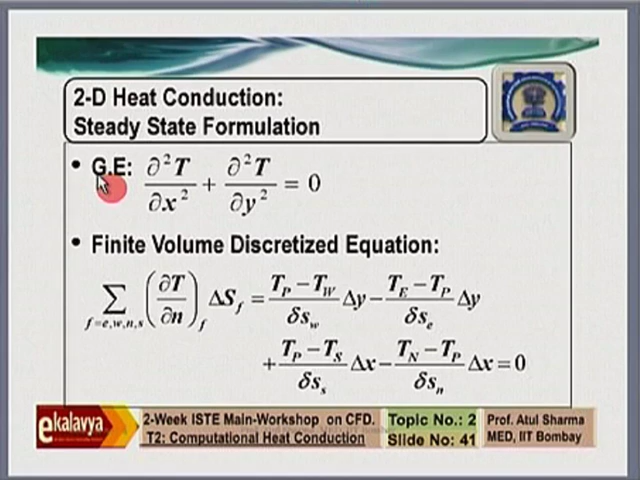 2-D Heat Conduction:
Steady State Formulation
• G.E: ∂²T/∂x² + ∂²T/∂y² = 0
• Finite Volume Discretized Equation:
∑_{f=e,w,n,s} (∂T/∂n)_f ΔS_f = (T_P − T_W)/δs_w Δy − (T_E − T_P)/δs_e Δy
+ (T_P − T_S)/δs_s Δx − (T_N − T_P)/δs_n Δx = 0
ekalavya
2-Week ISTE Main-Workshop on CFD.
T2: Computational Heat Conduction
Topic No.: 2
Slide No: 41
Prof. Atul Sharma
MED, IIT Bombay